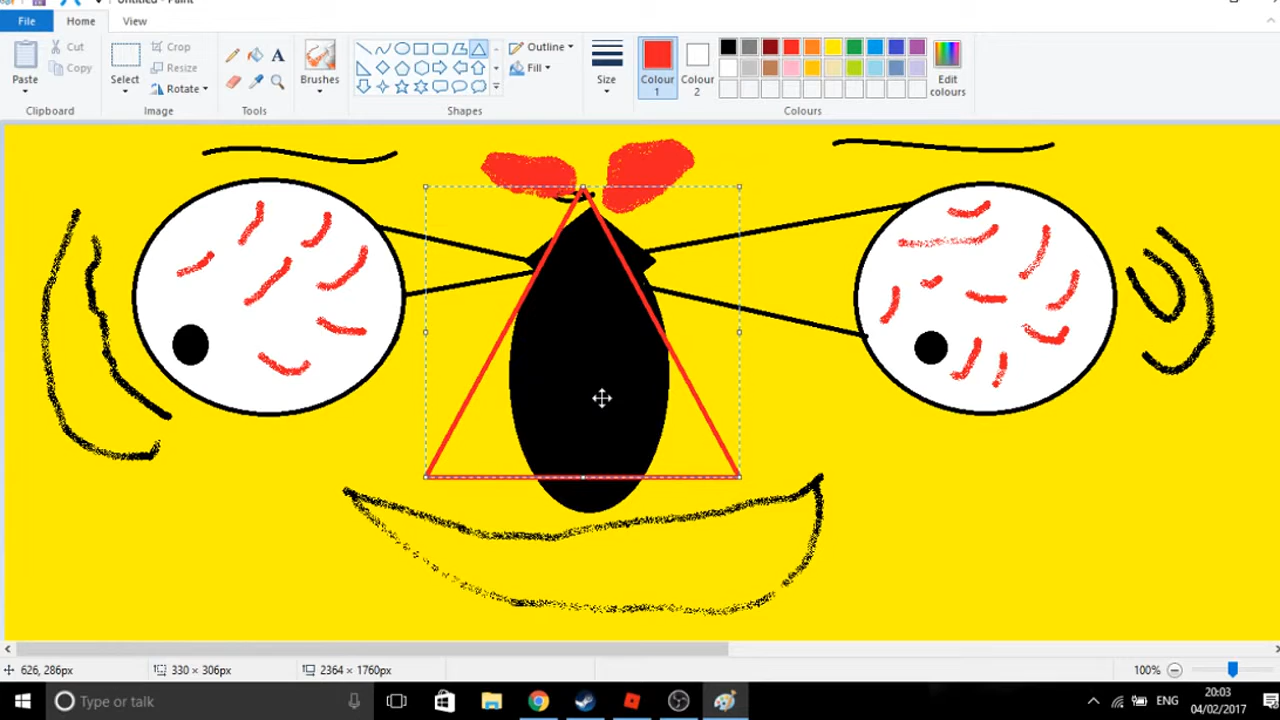 Untitled - Paint
File Home View
Cut
Copy
Paste
Clipboard
Select
Crop
Resize
Rotate
Image
A
Tools
Brushes
Outline
Fill
Shapes
Size
Colour 1
Colour 2
Edit colours
Colours
626, 286px 330 × 306px 2364 × 1760px 100%
Type or talk
ENG
20:03
04/02/2017